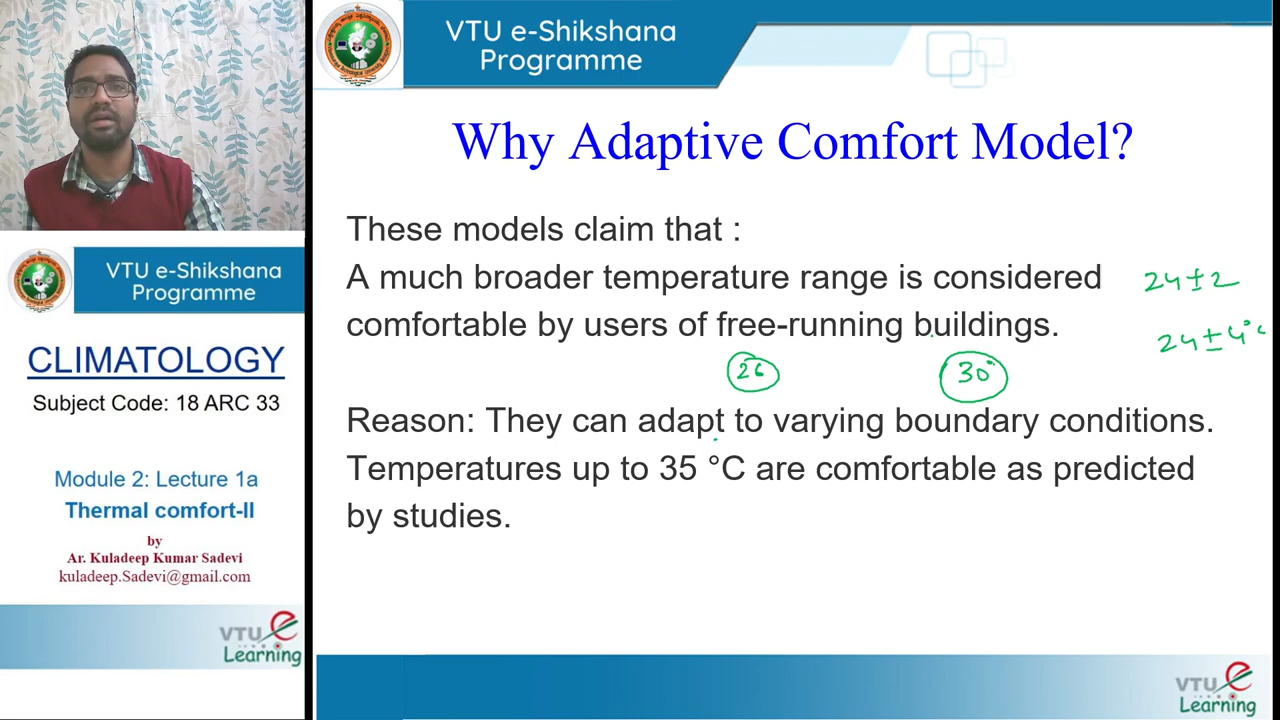 VTU e-Shikshana
Programme
CLIMATOLOGY
Subject Code: 18 ARC 33
Module 2: Lecture 1a
Thermal comfort-II
by
Ar. Kuladeep Kumar Sadevi
kuladeep.Sadevi@gmail.com
VTU e
Learning
VTU e-Shikshana
Programme
Why Adaptive Comfort Model?
These models claim that :
A much broader temperature range is considered
comfortable by users of free-running buildings.
24±2
24±4°c
26
30°
Reason: They can adapt to varying boundary conditions.
Temperatures up to 35 °C are comfortable as predicted
by studies.
VTU e
Learning